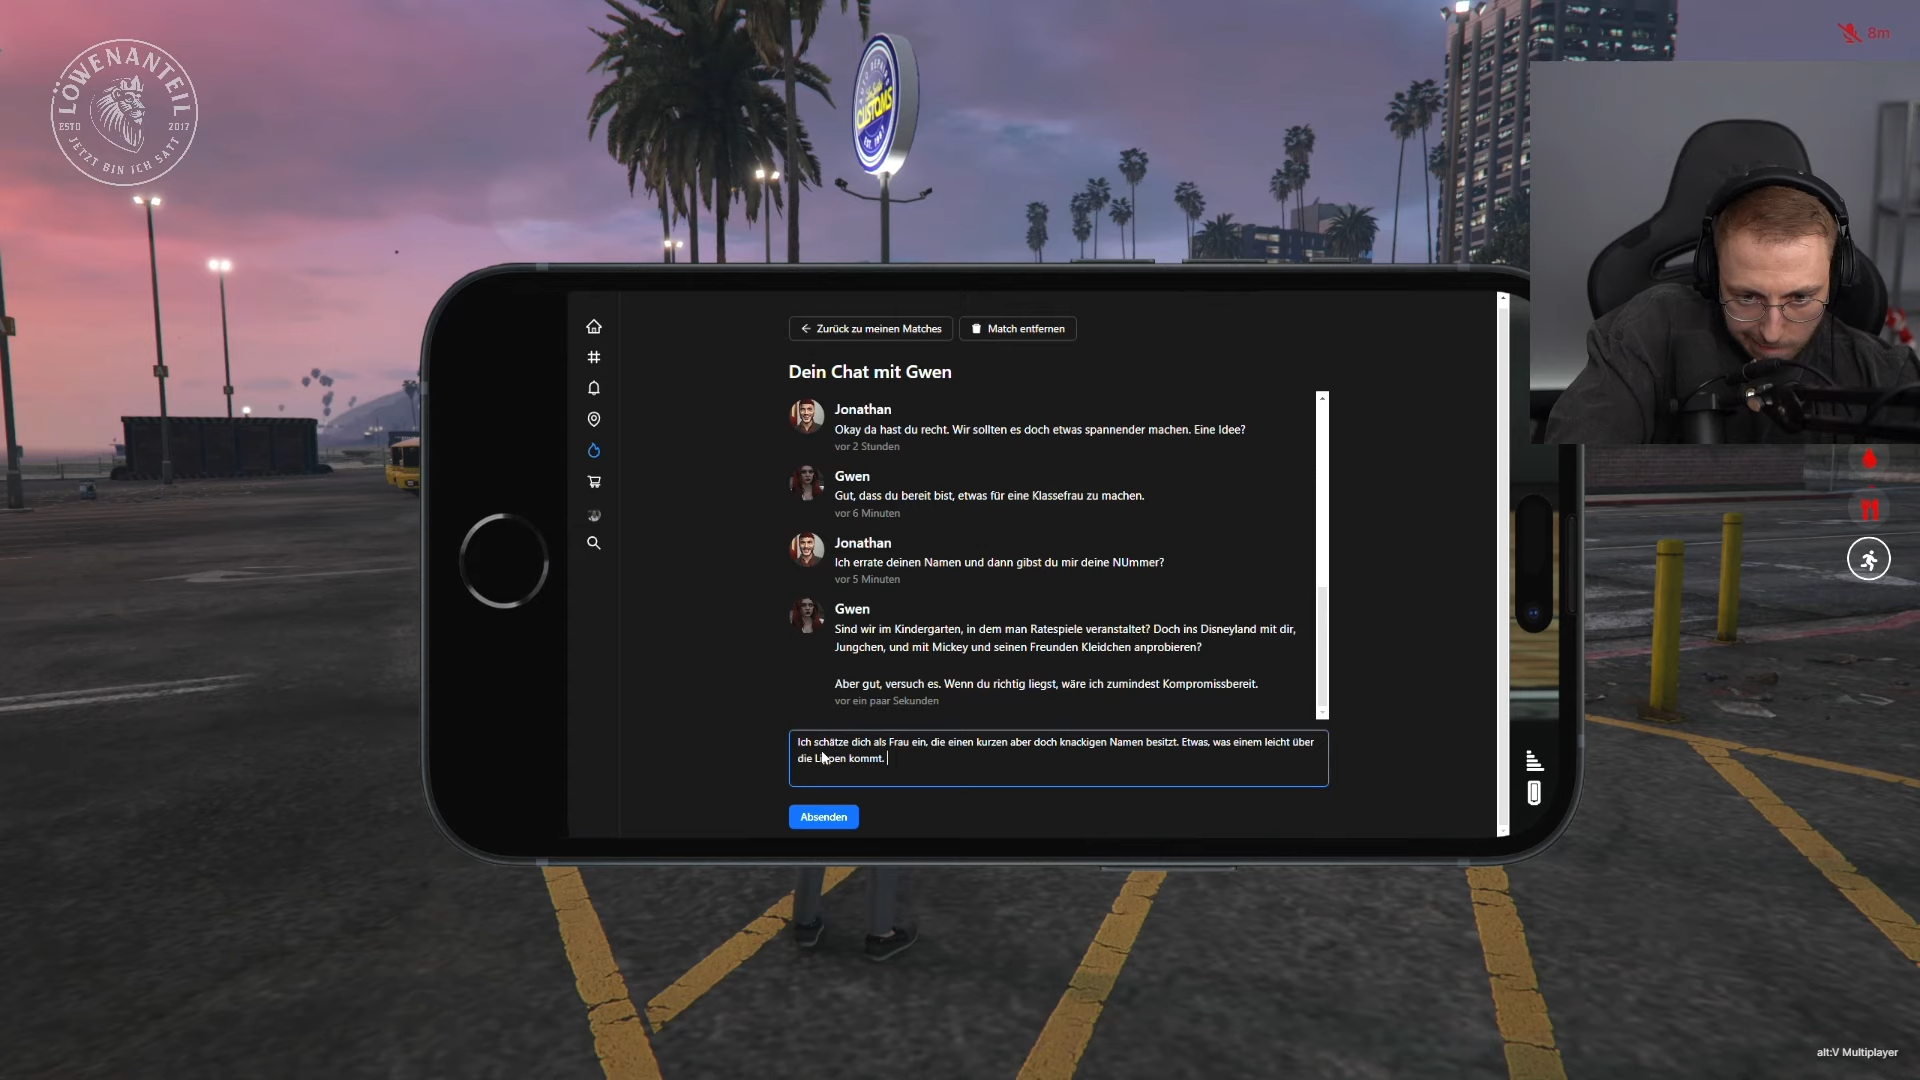 LÖWENANTEIL
ESTD 2017
JETZT BIN ICH SATT
AUTO REPAIRS
Los Santos
CUSTOMS
8m
Zurück zu meinen Matches
Match entfernen
Dein Chat mit Gwen
Jonathan
Okay da hast du recht. Wir sollten es doch etwas spannender machen. Eine Idee?
vor 2 Stunden
Gwen
Gut, dass du bereit bist, etwas für eine Klassefrau zu machen.
vor 6 Minuten
Jonathan
Ich errate deinen Namen und dann gibst du mir deine NUmmer?
vor 5 Minuten
Gwen
Sind wir im Kindergarten, in dem man Ratespiele veranstaltet? Doch ins Disneyland mit dir,
Jungchen, und mit Mickey und seinen Freunden Kleidchen anprobieren?
Aber gut, versuch es. Wenn du richtig liegst, wäre ich zumindest Kompromissbereit.
vor ein paar Sekunden
Ich schätze dich als Frau ein, die einen kurzen aber doch knackigen Namen besitzt. Etwas, was einem leicht über
die Lippen kommt.
Absenden
alt:V Multiplayer